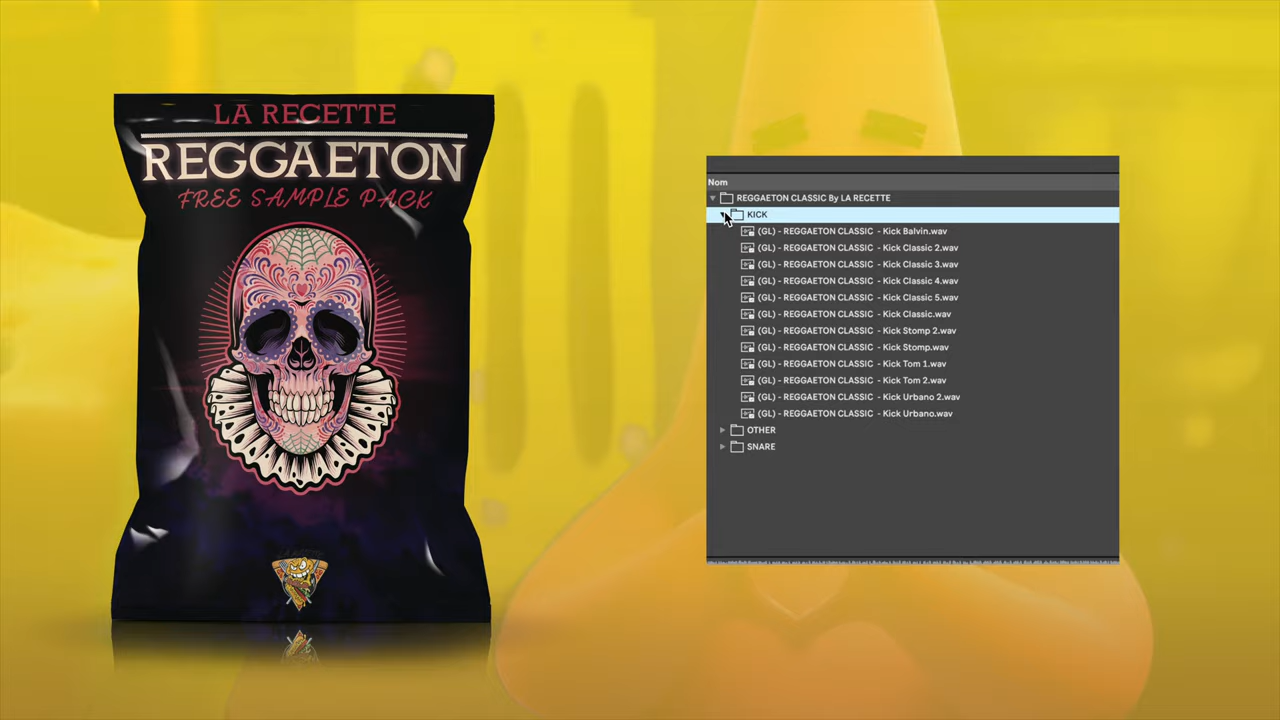 LA RECETTE
REGGAETON
FREE SAMPLE PACK
Nom
REGGAETON CLASSIC By LA RECETTE
KICK
(GL) - REGGAETON CLASSIC - Kick Balvin.wav
(GL) - REGGAETON CLASSIC - Kick Classic 2.wav
(GL) - REGGAETON CLASSIC - Kick Classic 3.wav
(GL) - REGGAETON CLASSIC - Kick Classic 4.wav
(GL) - REGGAETON CLASSIC - Kick Classic 5.wav
(GL) - REGGAETON CLASSIC - Kick Classic.wav
(GL) - REGGAETON CLASSIC - Kick Stomp 2.wav
(GL) - REGGAETON CLASSIC - Kick Stomp.wav
(GL) - REGGAETON CLASSIC - Kick Tom 1.wav
(GL) - REGGAETON CLASSIC - Kick Tom 2.wav
(GL) - REGGAETON CLASSIC - Kick Urbano 2.wav
(GL) - REGGAETON CLASSIC - Kick Urbano.wav
OTHER
SNARE